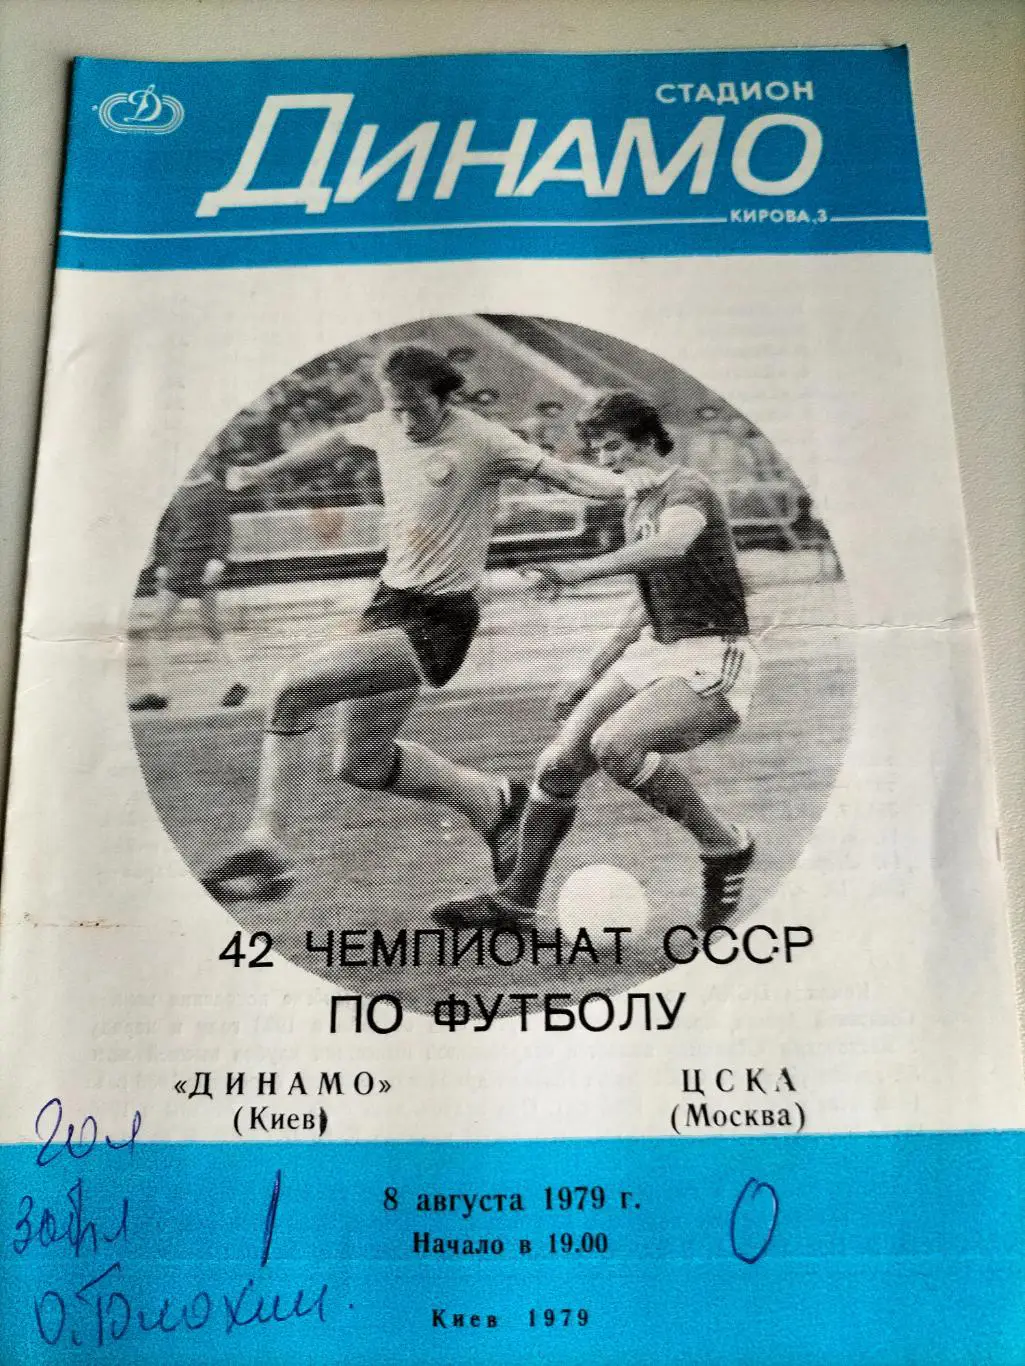 Д
СТАДИОН
ДИНАМО
КИРОВА, 3
42 ЧЕМПИОНАТ СССР
ПО ФУТБОЛУ
«ДИНАМО»
(Киев)
ЦСКА
(Москва)
Гол
забил
О. Блохин.
1
8 августа 1979 г.
Начало в 19.00
0
Киев 1979